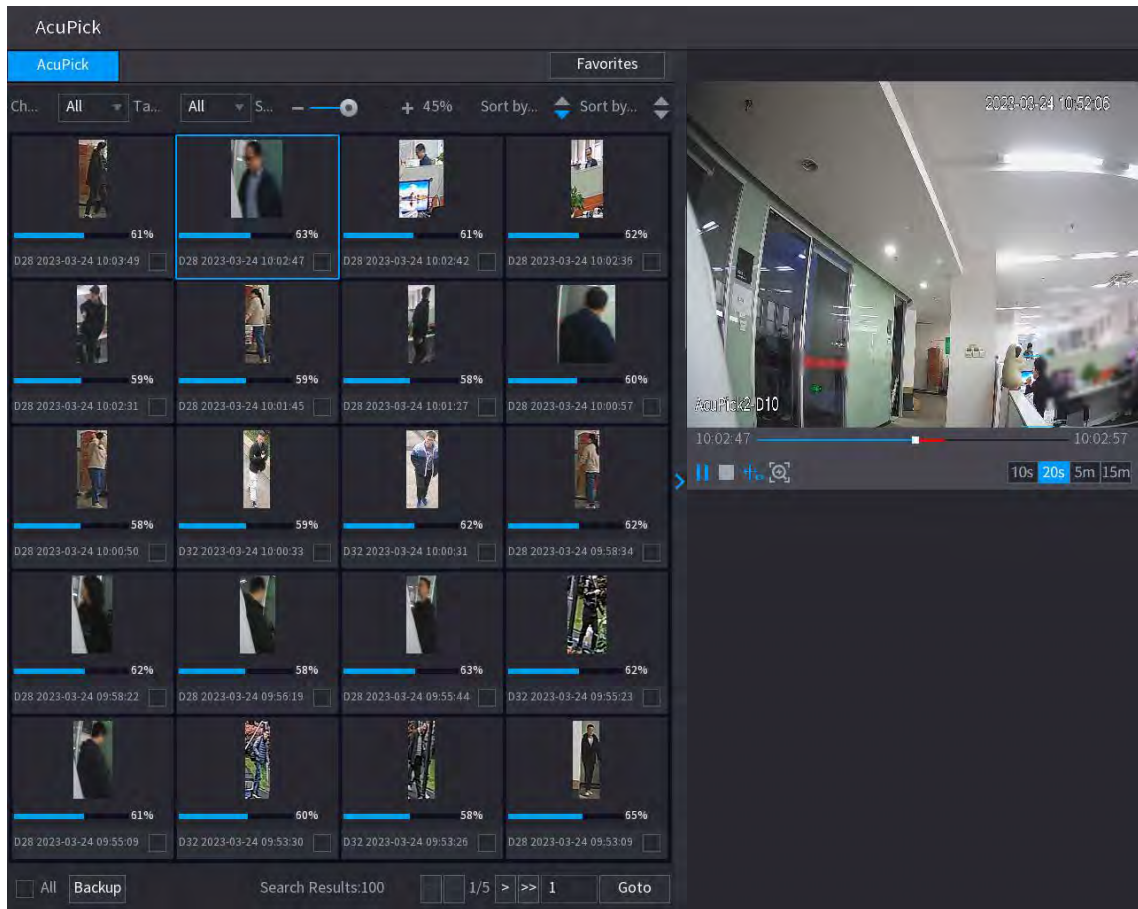 AcuPick
AcuPick
Favorites
Ch... All Ta... All S... 45% Sort by... Sort by...
61% 63% 61% 62%
D28 2023-03-24 10:03:49 D28 2023-03-24 10:02:47 D28 2023-03-24 10:02:42 D28 2023-03-24 10:02:36
59% 59% 58% 60%
D28 2023-03-24 10:02:31 D28 2023-03-24 10:01:45 D28 2023-03-24 10:01:27 D28 2023-03-24 10:00:57
58% 59% 62% 62%
D28 2023-03-24 10:00:50 D32 2023-03-24 10:00:33 D32 2023-03-24 10:00:31 D28 2023-03-24 09:58:34
62% 58% 63% 62%
D28 2023-03-24 09:58:22 D28 2023-03-24 09:56:19 D28 2023-03-24 09:55:44 D32 2023-03-24 09:55:23
61% 60% 58% 65%
D28 2023-03-24 09:55:09 D32 2023-03-24 09:53:30 D32 2023-03-24 09:53:26 D28 2023-03-24 09:53:09
All Backup Search Results:100 1/5 > >> 1 Goto
2023-03-24 10:52:06
AcuPick2-D10
10:02:47 10:02:57
10s 20s 5m 15m